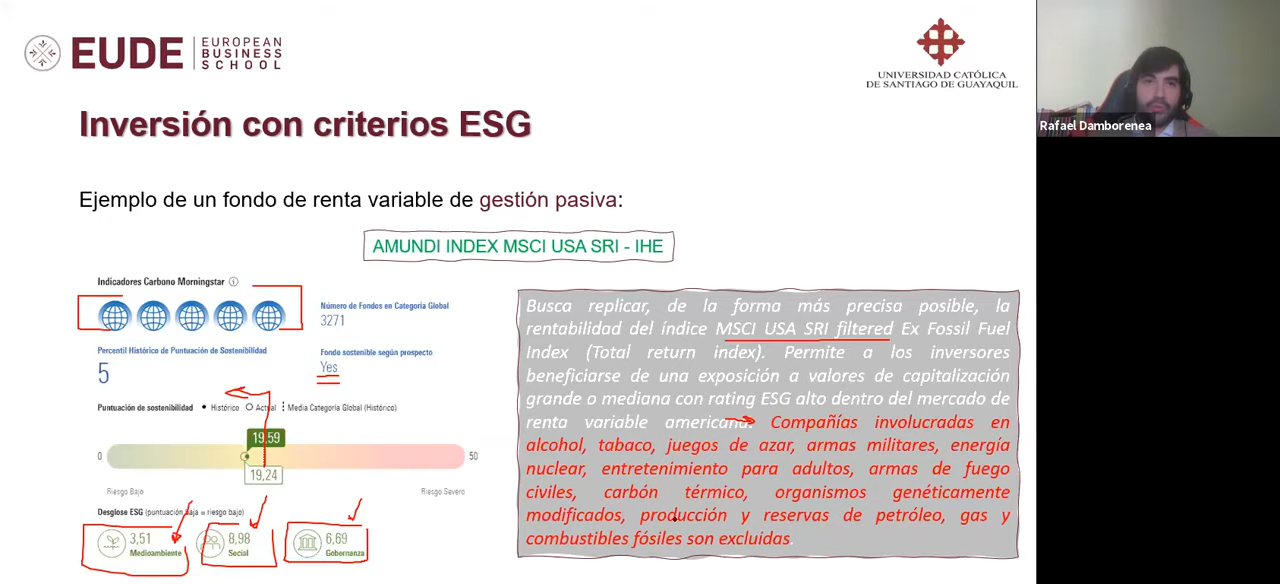 EUDE
EUROPEAN
BUSINESS
SCHOOL
UNIVERSIDAD CATÓLICA
DE SANTIAGO DE GUAYAQUIL
Rafael Damborenea
Inversión con criterios ESG
Ejemplo de un fondo de renta variable de gestión pasiva:
AMUNDI INDEX MSCI USA SRI - IHE
Indicadores Carbono Morningstar
Número de Fondos en Categoría Global
3271
Percentil Histórico de Puntuación de Sostenibilidad
5
Fondo sostenible según prospecto
Yes
Puntuación de sostenibilidad Histórico Actual Media Categoría Global (Histórico)
19,59
0
50
19,24
Riesgo Bajo
Riesgo Severo
Desglose ESG (puntuación baja = riesgo bajo)
3,51
Medioambiente
8,98
Social
6,69
Gobernanza
Busca replicar, de la forma más precisa posible, la
rentabilidad del índice MSCI USA SRI filtered Ex Fossil Fuel
Index (Total return index). Permite a los inversores
beneficiarse de una exposición a valores de capitalización
grande o mediana con rating ESG alto dentro del mercado de
renta variable americana. Compañías involucradas en
alcohol, tabaco, juegos de azar, armas militares, energía
nuclear, entretenimiento para adultos, armas de fuego
civiles, carbón térmico, organismos genéticamente
modificados, producción y reservas de petróleo, gas y
combustibles fósiles son excluidas.